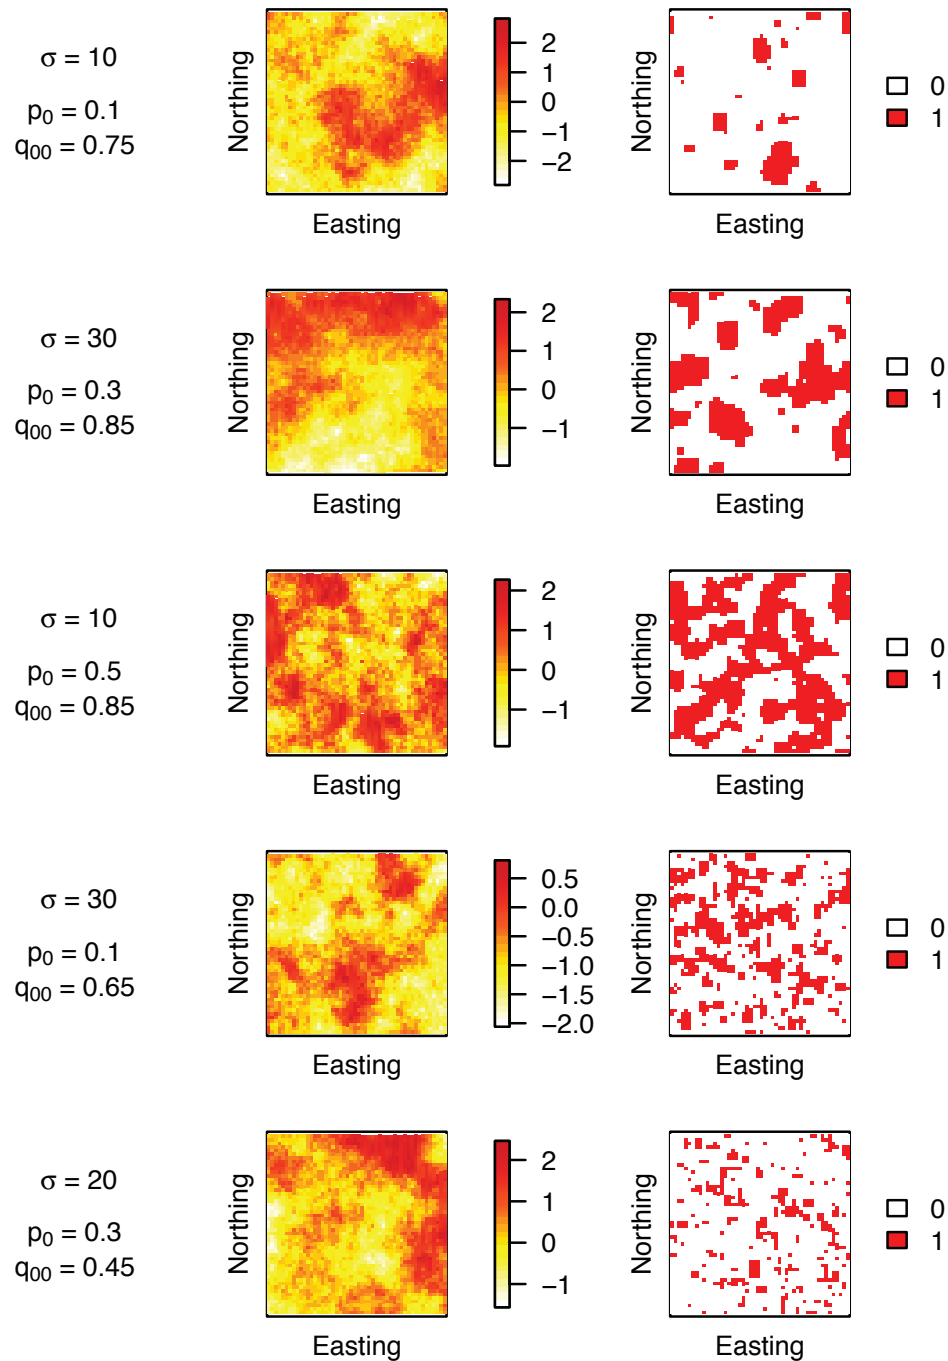 σ = 10
p0 = 0.1
q00 = 0.75
Northing
Easting
2
1
0
−1
−2
Northing
Easting
0
1
σ = 30
p0 = 0.3
q00 = 0.85
Northing
Easting
2
1
0
−1
Northing
Easting
0
1
σ = 10
p0 = 0.5
q00 = 0.85
Northing
Easting
2
1
0
−1
Northing
Easting
0
1
σ = 30
p0 = 0.1
q00 = 0.65
Northing
Easting
0.5
0.0
−0.5
−1.0
−1.5
−2.0
Northing
Easting
0
1
σ = 20
p0 = 0.3
q00 = 0.45
Northing
Easting
2
1
0
−1
Northing
Easting
0
1